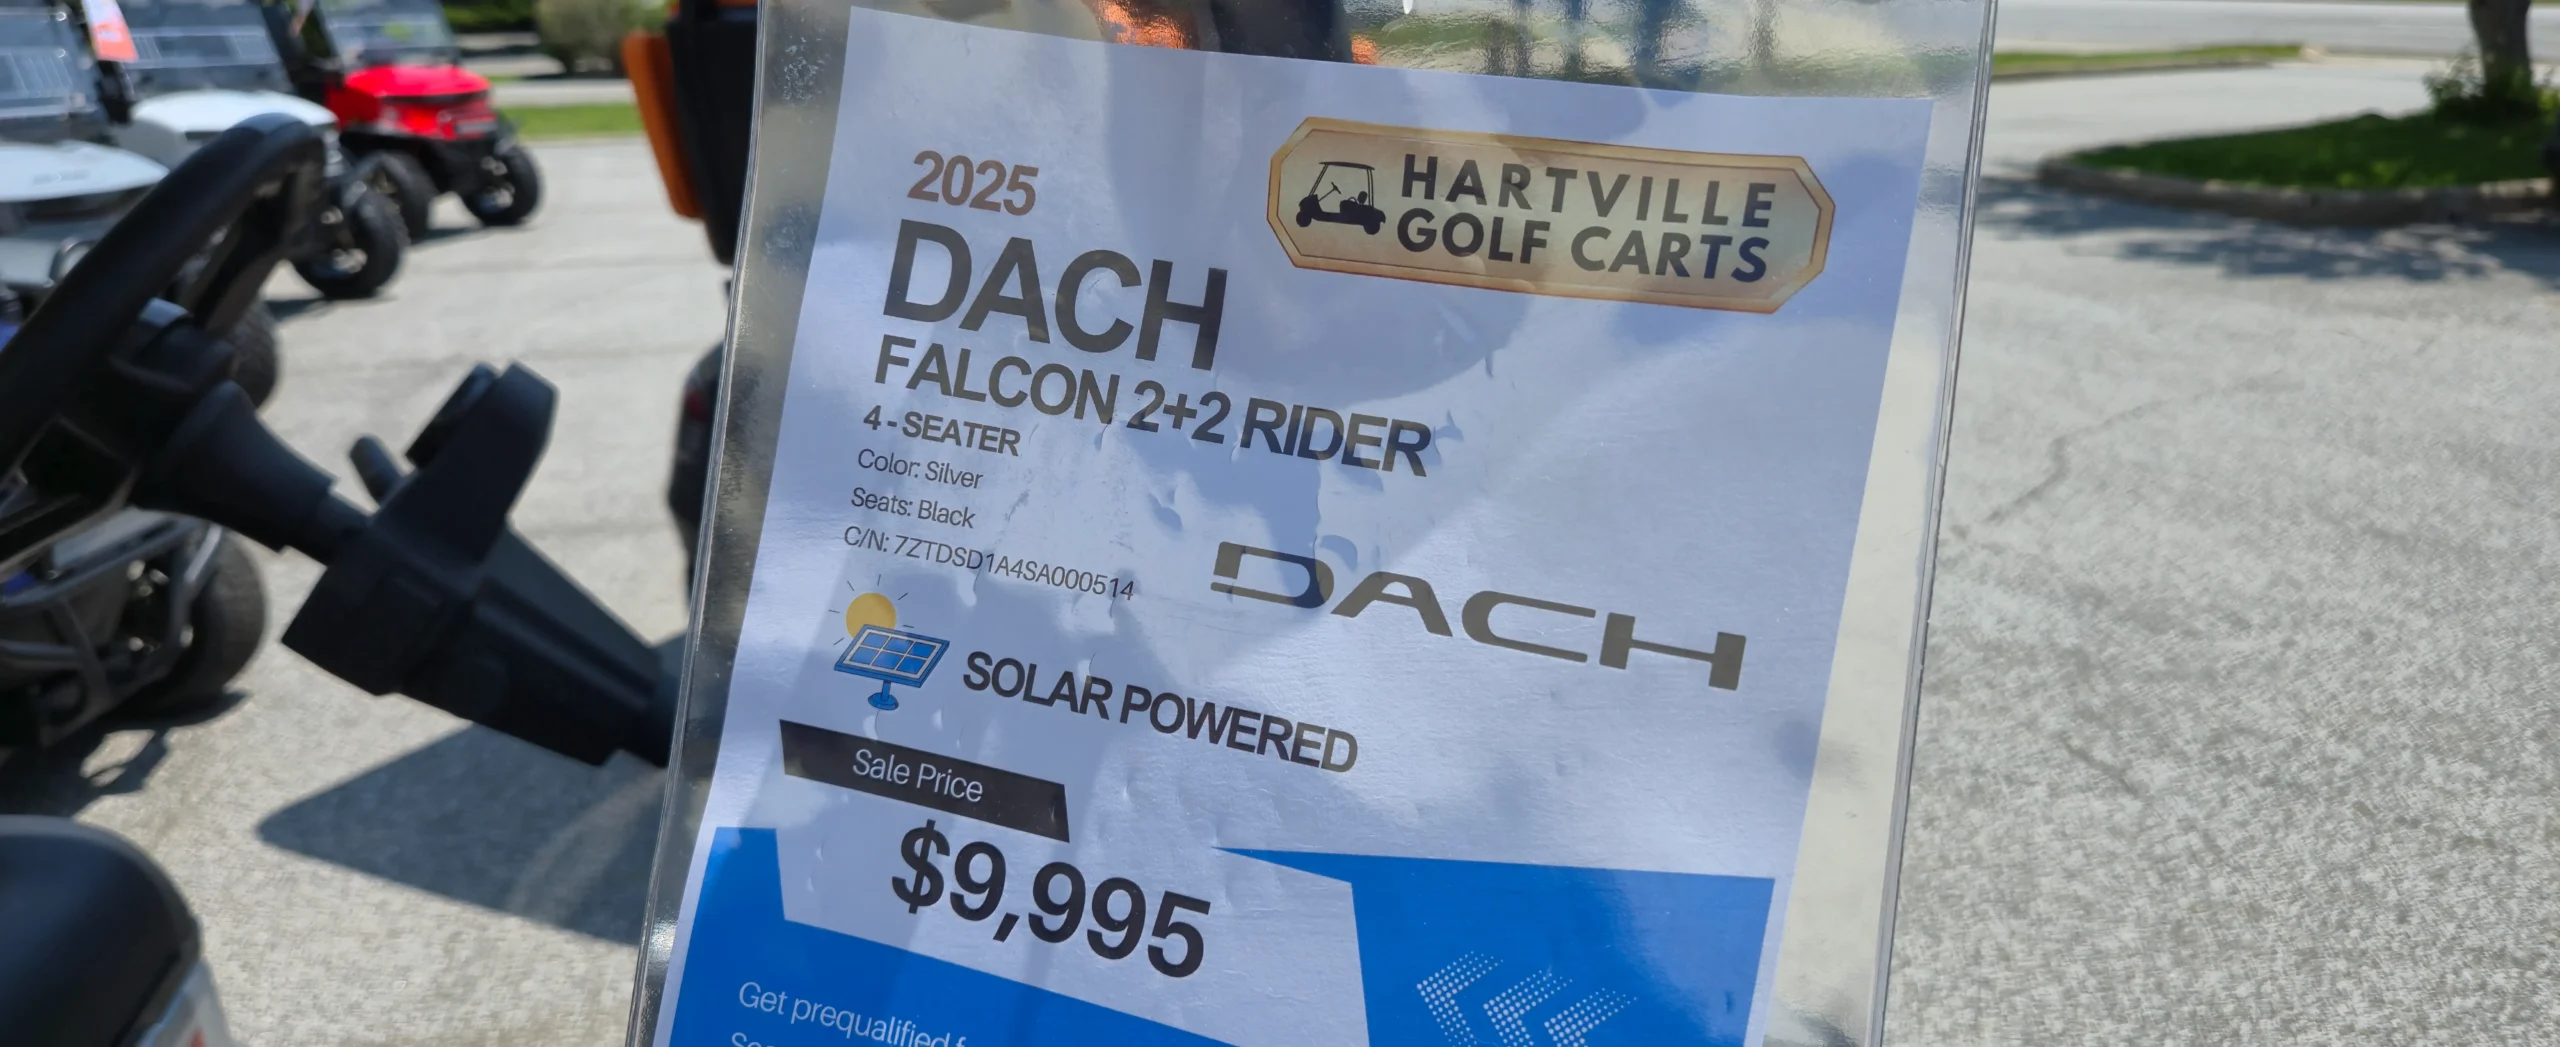 2025
DACH
FALCON 2+2 RIDER
4-SEATER
Color: Silver
Seats: Black
C/N: 7ZTDSD1A4SA000514
HARTVILLE
GOLF CARTS
DACH
SOLAR POWERED
Sale Price
$9,995
Get prequalified